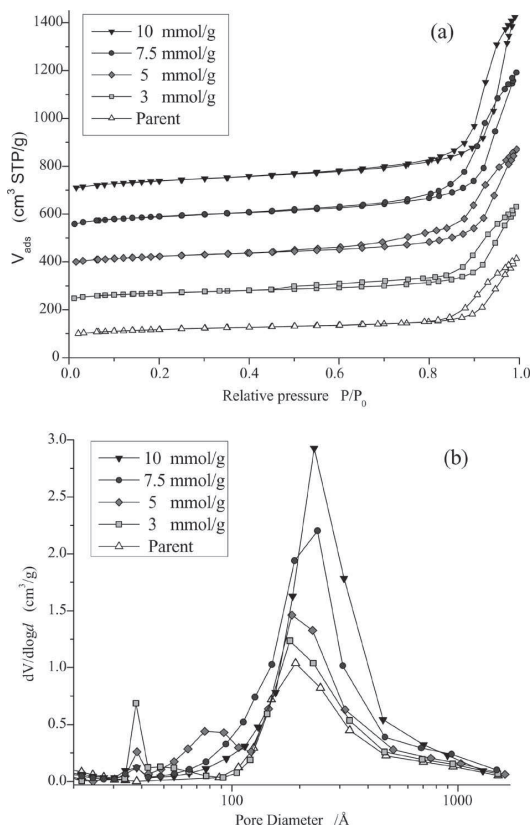 (a)
10 mmol/g
7.5 mmol/g
5 mmol/g
3 mmol/g
Parent
1400
1200
1000
800
600
400
200
0
V_ads (cm³ STP/g)
0.0 0.2 0.4 0.6 0.8 1.0
Relative pressure P/P₀
(b)
10 mmol/g
7.5 mmol/g
5 mmol/g
3 mmol/g
Parent
3.0
2.5
2.0
1.5
1.0
0.5
0.0
dV/dlogd (cm³/g)
100 1000
Pore Diameter /Å